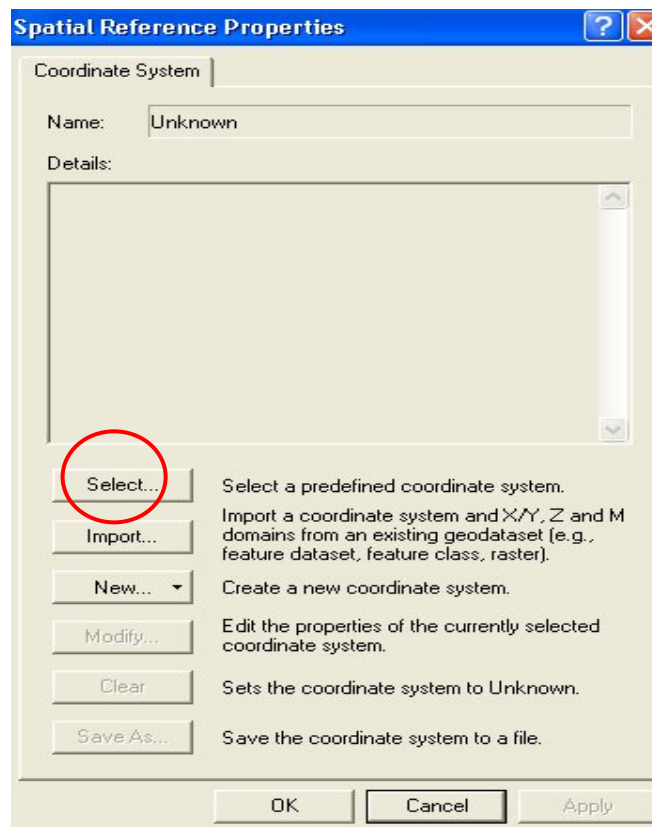 Spatial Reference Properties
Coordinate System
Name: Unknown
Details:
Select... Select a predefined coordinate system.
Import... Import a coordinate system and X/Y, Z and M
domains from an existing geodataset (e.g.,
feature dataset, feature class, raster).
New... Create a new coordinate system.
Modify... Edit the properties of the currently selected
coordinate system.
Clear Sets the coordinate system to Unknown.
Save As... Save the coordinate system to a file.
OK Cancel Apply